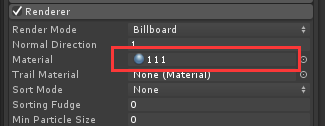 Renderer
Render Mode Billboard
Normal Direction 1
Material 111
Trail Material None (Material)
Sort Mode None
Sorting Fudge 0
Min Particle Size 0